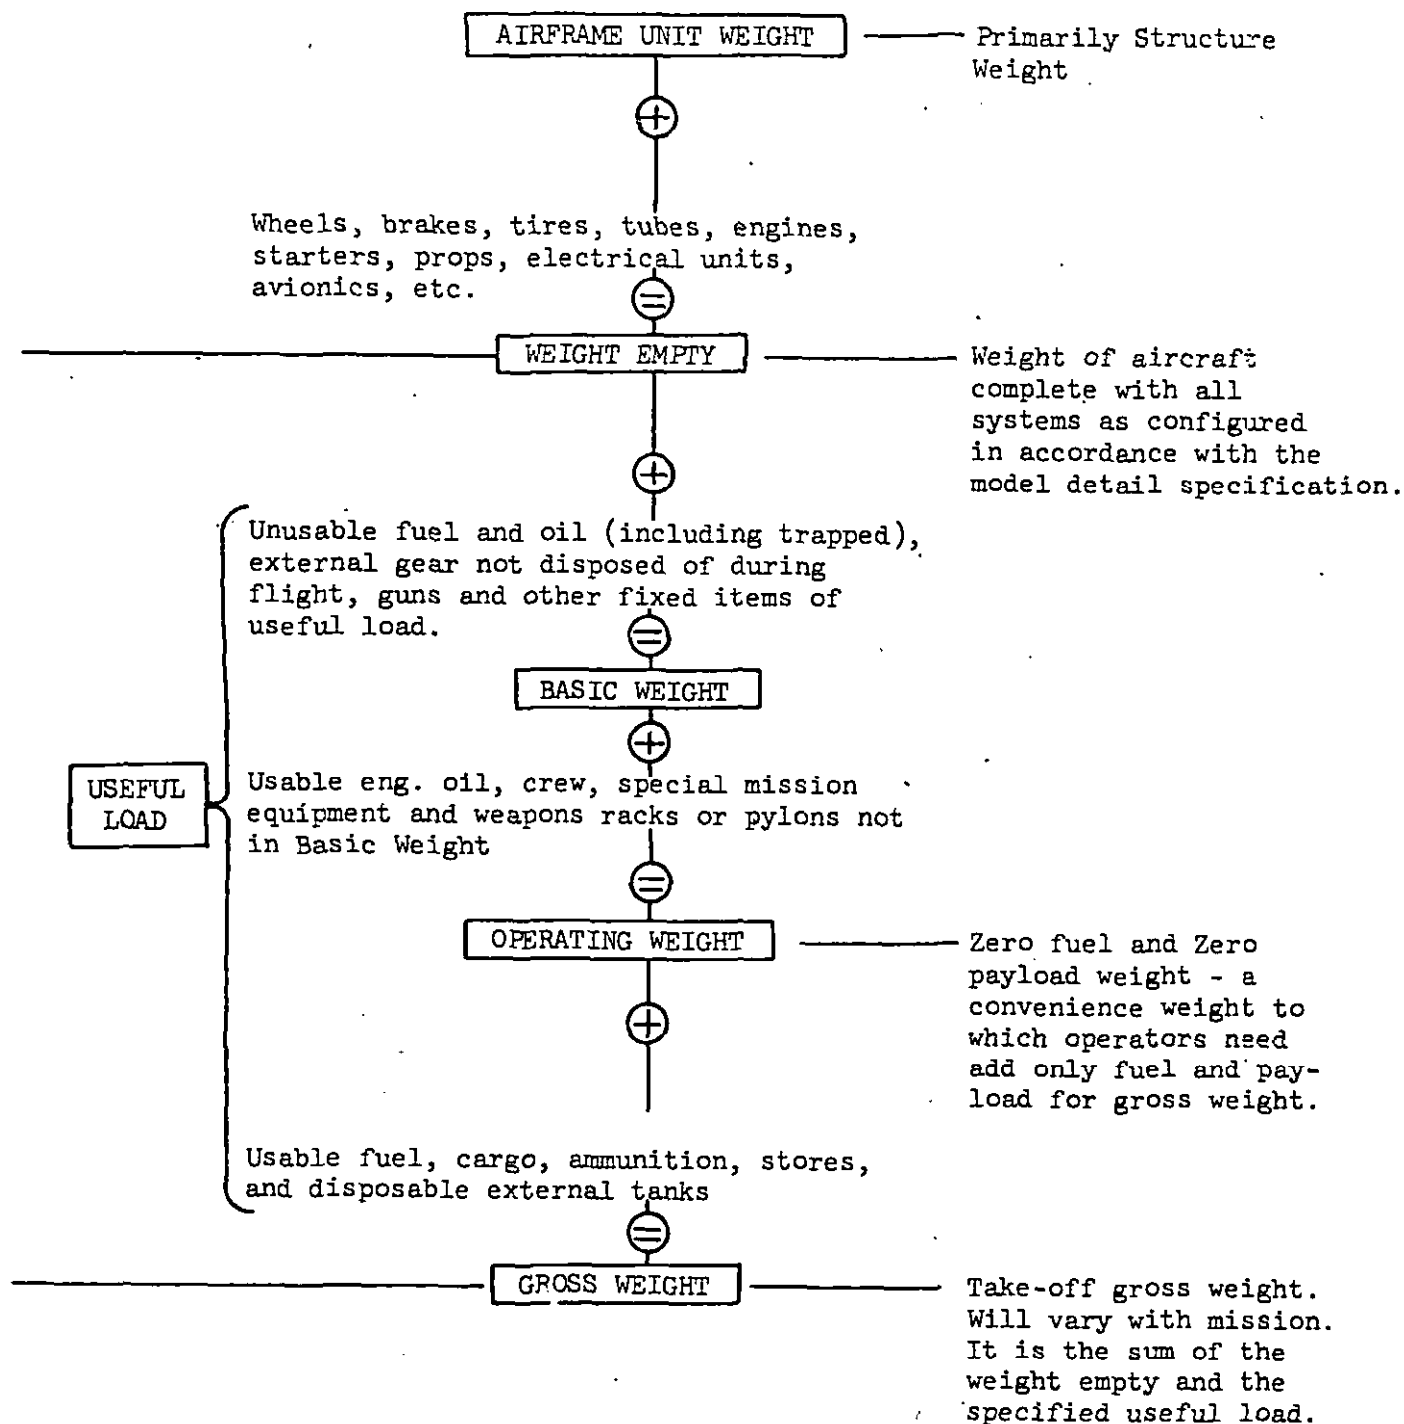 AIRFRAME UNIT WEIGHT
Primarily Structure
Weight
+
Wheels, brakes, tires, tubes, engines,
starters, props, electrical units,
avionics, etc.
=
WEIGHT EMPTY
Weight of aircraft
complete with all
systems as configured
in accordance with the
model detail specification.
+
Unusable fuel and oil (including trapped),
external gear not disposed of during
flight, guns and other fixed items of
useful load.
=
BASIC WEIGHT
+
USEFUL
LOAD
Usable eng. oil, crew, special mission
equipment and weapons racks or pylons not
in Basic Weight
=
OPERATING WEIGHT
Zero fuel and Zero
payload weight - a
convenience weight to
which operators need
add only fuel and pay-
load for gross weight.
+
Usable fuel, cargo, ammunition, stores,
and disposable external tanks
=
GROSS WEIGHT
Take-off gross weight.
Will vary with mission.
It is the sum of the
weight empty and the
specified useful load.